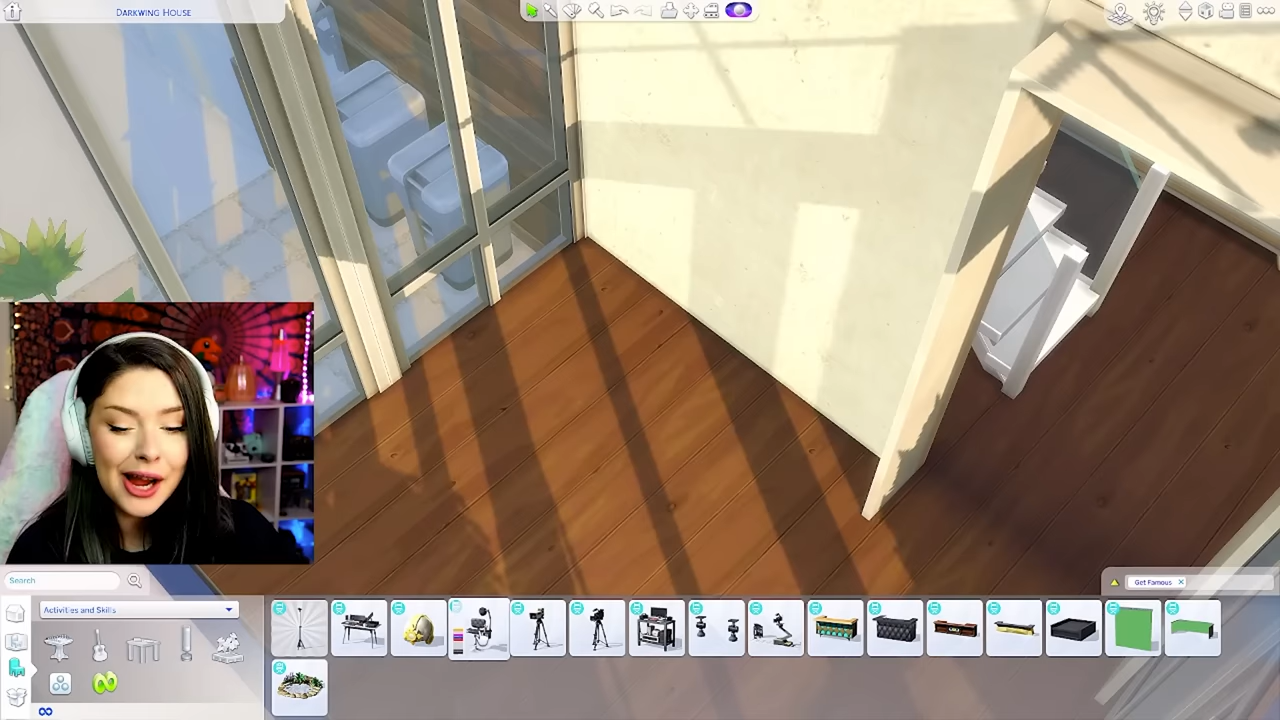 Darkwing House
Search
Get Famous
Activities and Skills